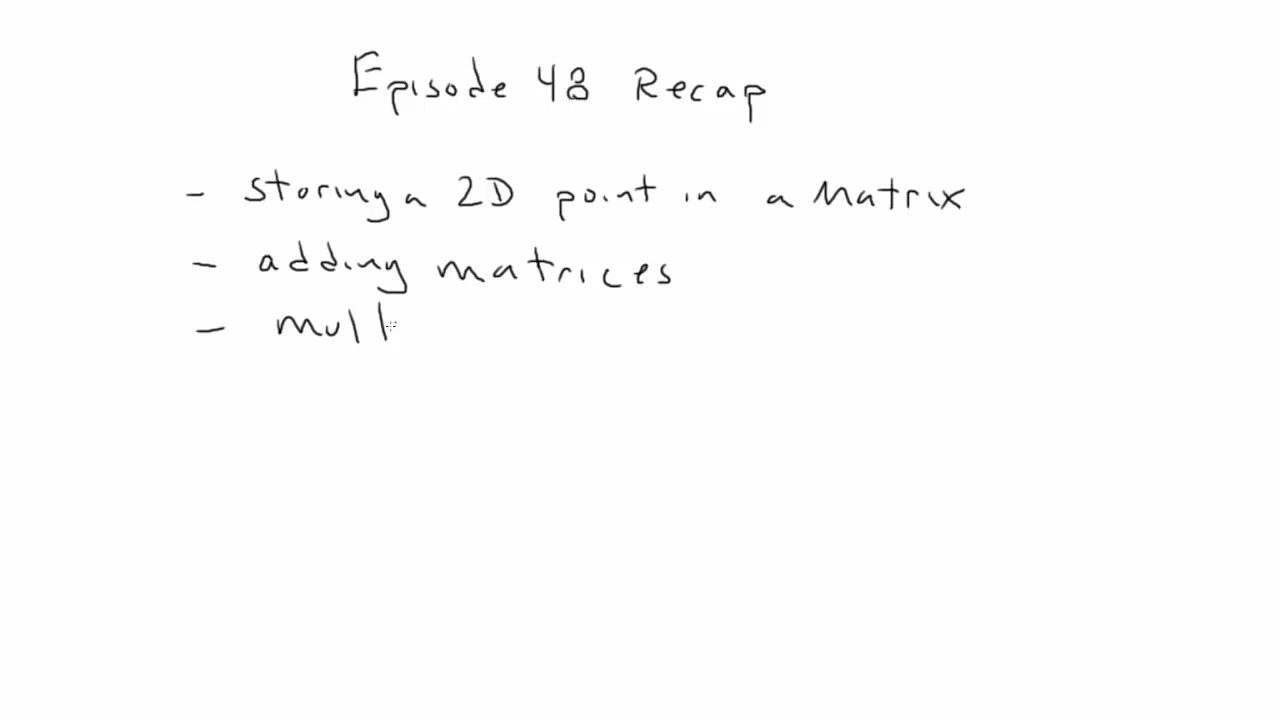 Episode 48 Recap
- storing a 2D point in a Matrix
- adding matrices
- mul